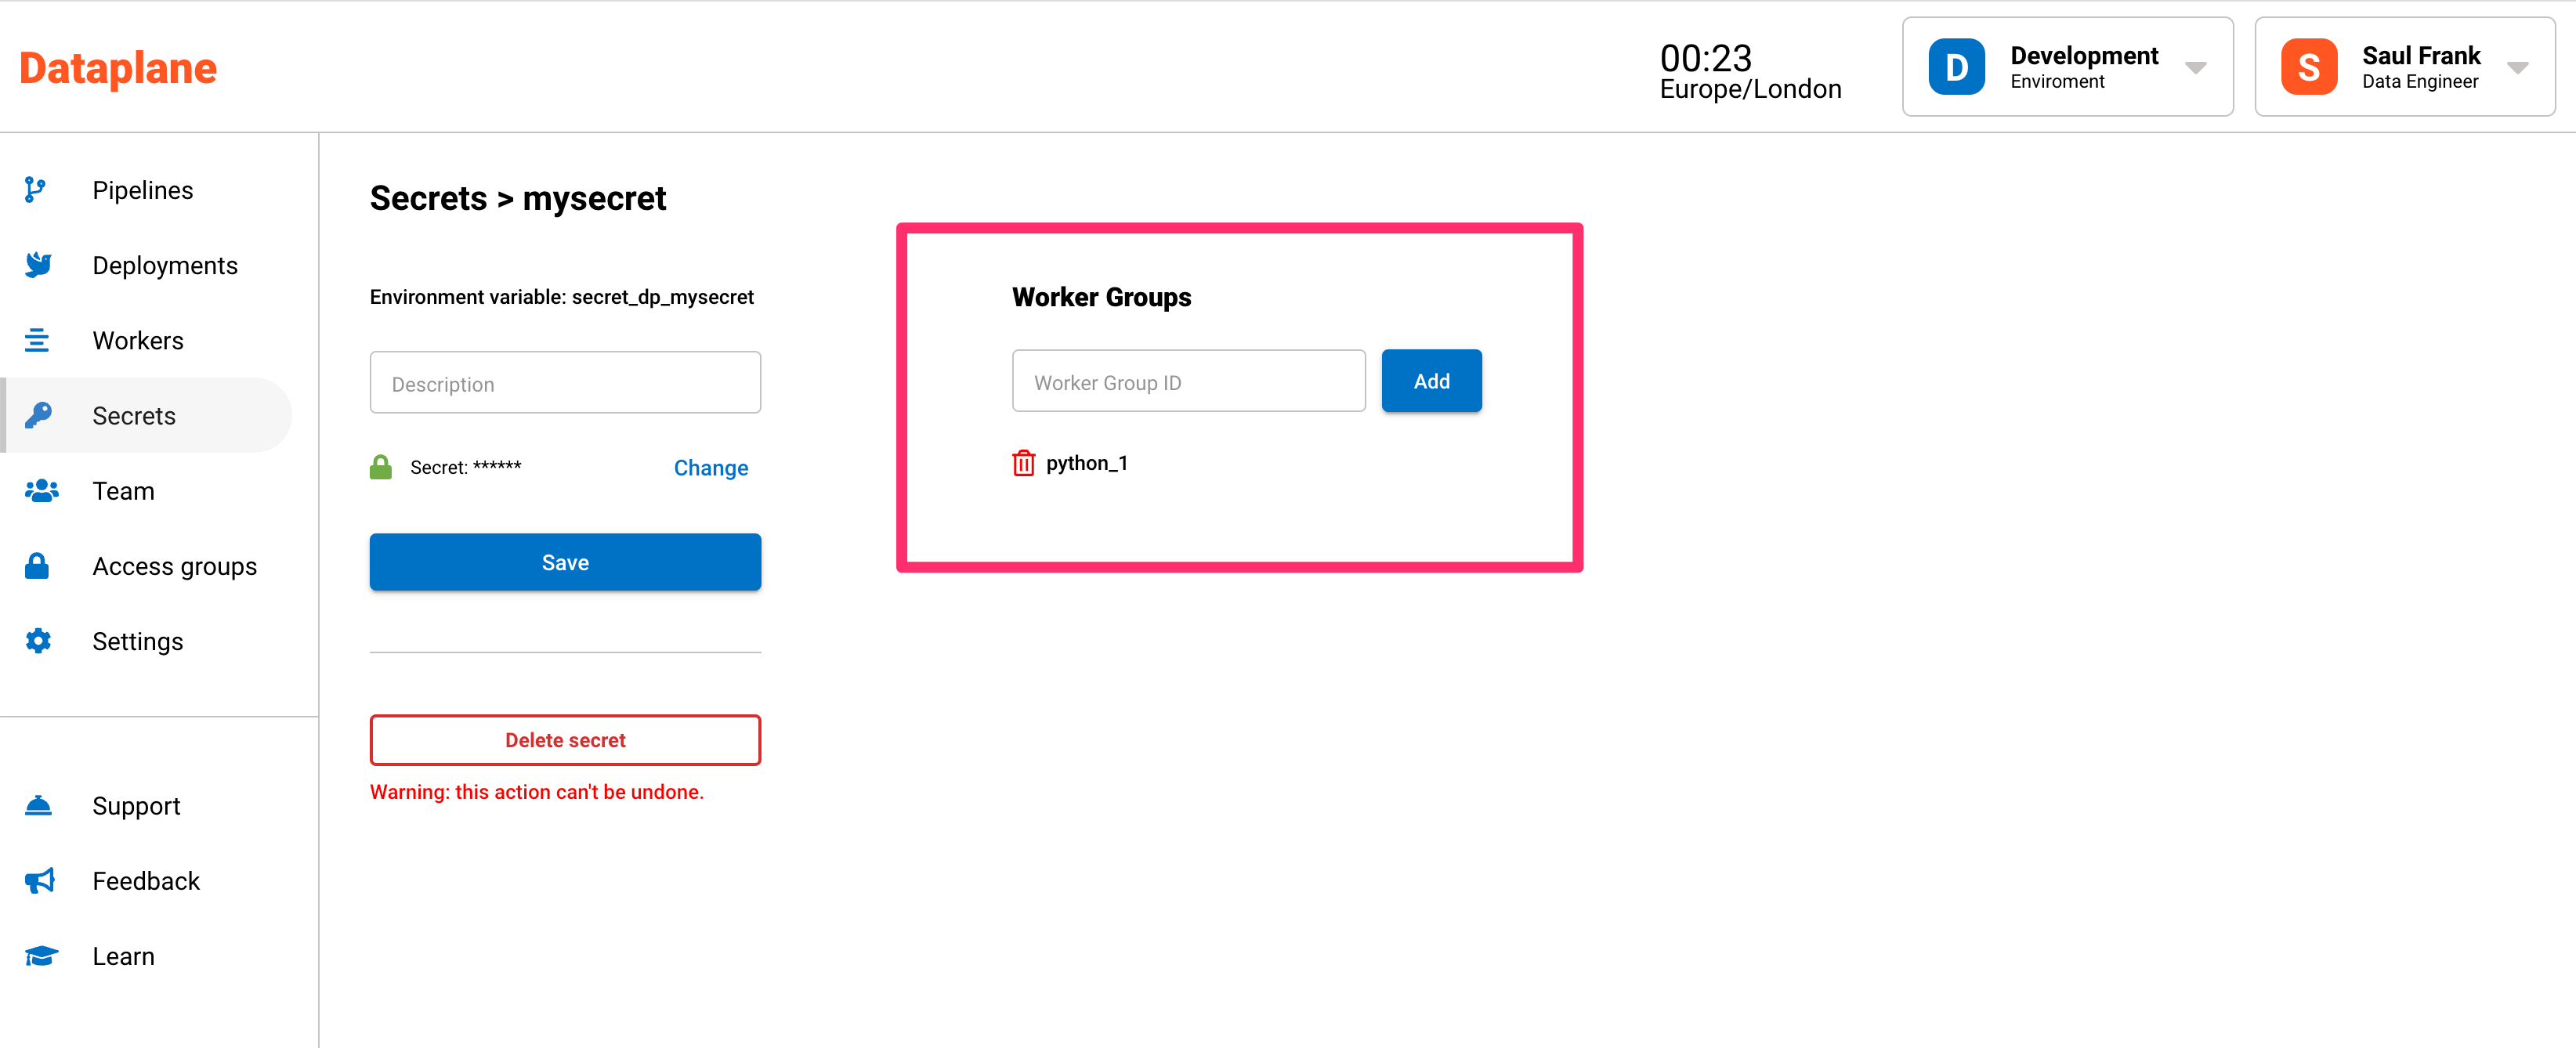 Dataplane
00:23
Europe/London
D
Development
Enviroment
S
Saul Frank
Data Engineer
Pipelines
Deployments
Workers
Secrets
Team
Access groups
Settings
Support
Feedback
Learn
Secrets > mysecret
Environment variable: secret_dp_mysecret
Description
Secret: ****** Change
Save
Delete secret
Warning: this action can't be undone.
Worker Groups
Worker Group ID
Add
python_1